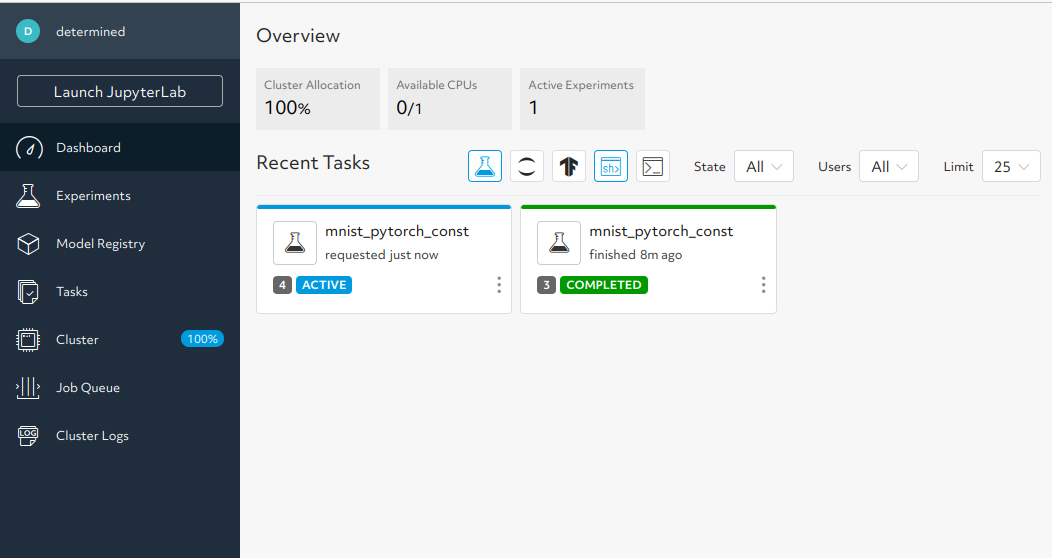 D determined
Launch JupyterLab
Dashboard
Experiments
Model Registry
Tasks
Cluster 100%
Job Queue
LOG Cluster Logs
Overview
Cluster Allocation
100%
Available CPUs
0/1
Active Experiments
1
Recent Tasks
sh>
>_
State All
Users All
Limit 25
mnist_pytorch_const
requested just now
4 ACTIVE
mnist_pytorch_const
finished 8m ago
3 COMPLETED